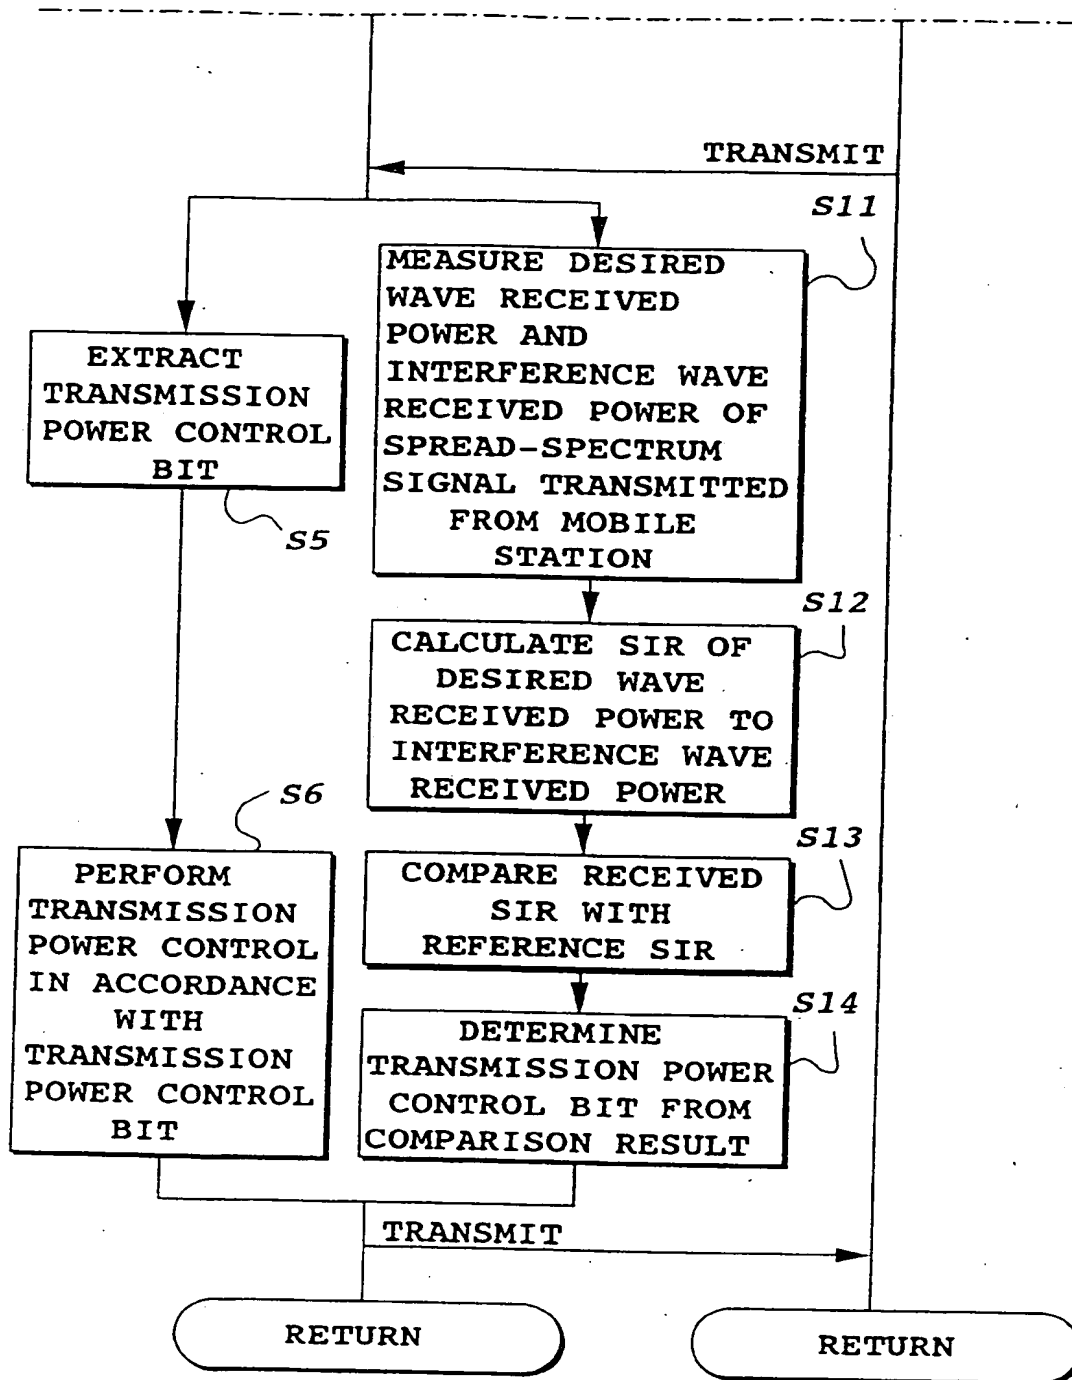 TRANSMIT
S11
MEASURE DESIRED
WAVE RECEIVED
POWER AND
INTERFERENCE WAVE
RECEIVED POWER OF
SPREAD-SPECTRUM
SIGNAL TRANSMITTED
FROM MOBILE
STATION
EXTRACT
TRANSMISSION
POWER CONTROL
BIT
S5
S12
CALCULATE SIR OF
DESIRED WAVE
RECEIVED POWER TO
INTERFERENCE WAVE
RECEIVED POWER
S6
PERFORM
TRANSMISSION
POWER CONTROL
IN ACCORDANCE
WITH
TRANSMISSION
POWER CONTROL
BIT
S13
COMPARE RECEIVED
SIR WITH
REFERENCE SIR
S14
DETERMINE
TRANSMISSION POWER
CONTROL BIT FROM
COMPARISON RESULT
TRANSMIT
RETURN
RETURN